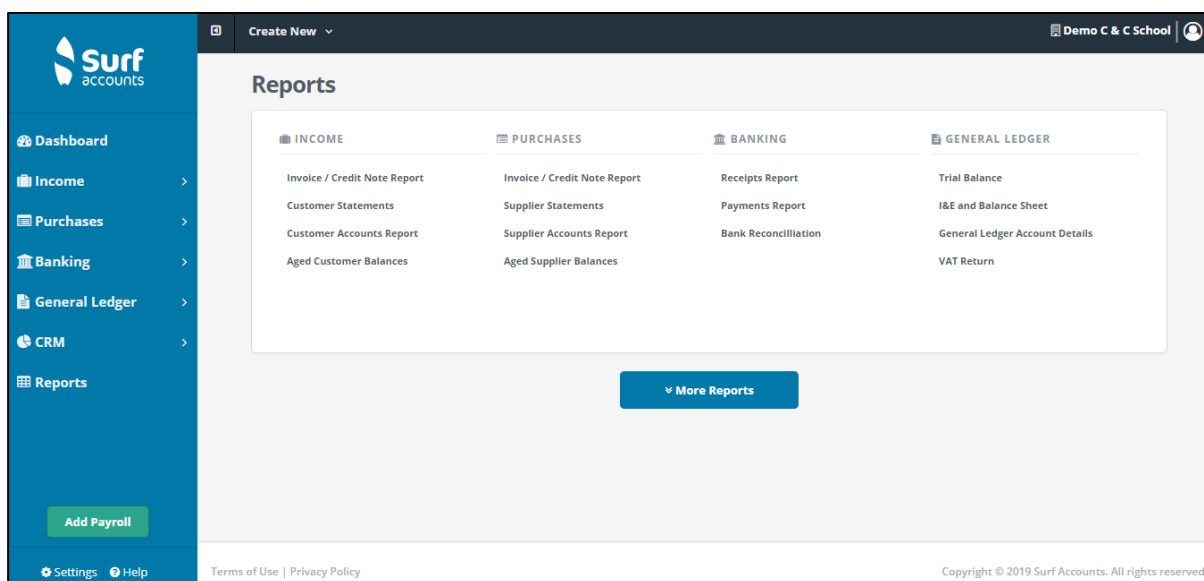 Surf
accounts
Create New
Demo C & C School
Dashboard
Income
Purchases
Banking
General Ledger
CRM
Reports
Add Payroll
Settings Help
Reports
INCOME
Invoice / Credit Note Report
Customer Statements
Customer Accounts Report
Aged Customer Balances
PURCHASES
Invoice / Credit Note Report
Supplier Statements
Supplier Accounts Report
Aged Supplier Balances
BANKING
Receipts Report
Payments Report
Bank Reconcilliation
GENERAL LEDGER
Trial Balance
I&E and Balance Sheet
General Ledger Account Details
VAT Return
More Reports
Terms of Use | Privacy Policy
Copyright © 2019 Surf Accounts. All rights reserved